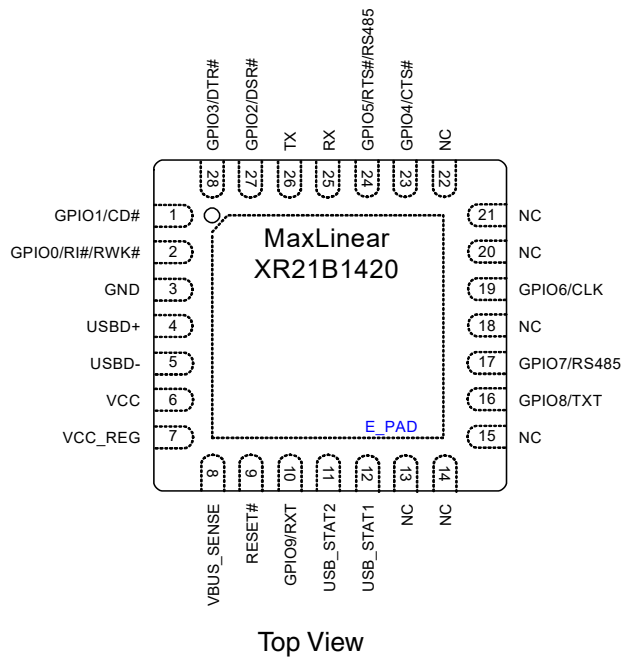 GPIO3/DTR#
GPIO2/DSR#
TX
RX
GPIO5/RTS#/RS485
GPIO4/CTS#
NC
28
27
26
25
24
23
22
GPIO1/CD#
1
GPIO0/RI#/RWK#
2
GND
3
USBD+
4
USBD-
5
VCC
6
VCC_REG
7
MaxLinear
XR21B1420
E_PAD
21
NC
20
NC
19
GPIO6/CLK
18
NC
17
GPIO7/RS485
16
GPIO8/TXT
15
NC
8
9
10
11
12
13
14
VBUS_SENSE
RESET#
GPIO9/RXT
USB_STAT2
USB_STAT1
NC
NC
Top View